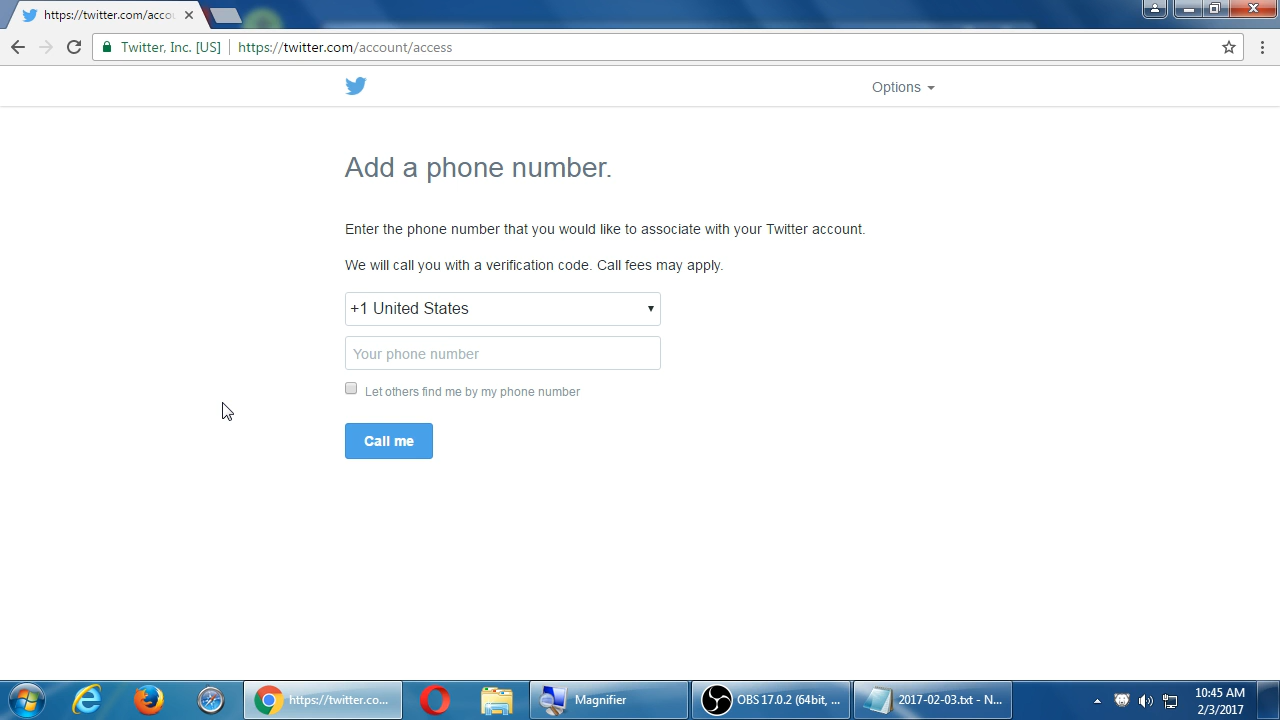 https://twitter.com/accou
Twitter, Inc. [US] https://twitter.com/account/access
Options
Add a phone number.
Enter the phone number that you would like to associate with your Twitter account.
We will call you with a verification code. Call fees may apply.
+1 United States
Your phone number
Let others find me by my phone number
Call me
https://twitter.co...
Magnifier
OBS 17.0.2 (64bit, ...
2017-02-03.txt - N...
10:45 AM
2/3/2017